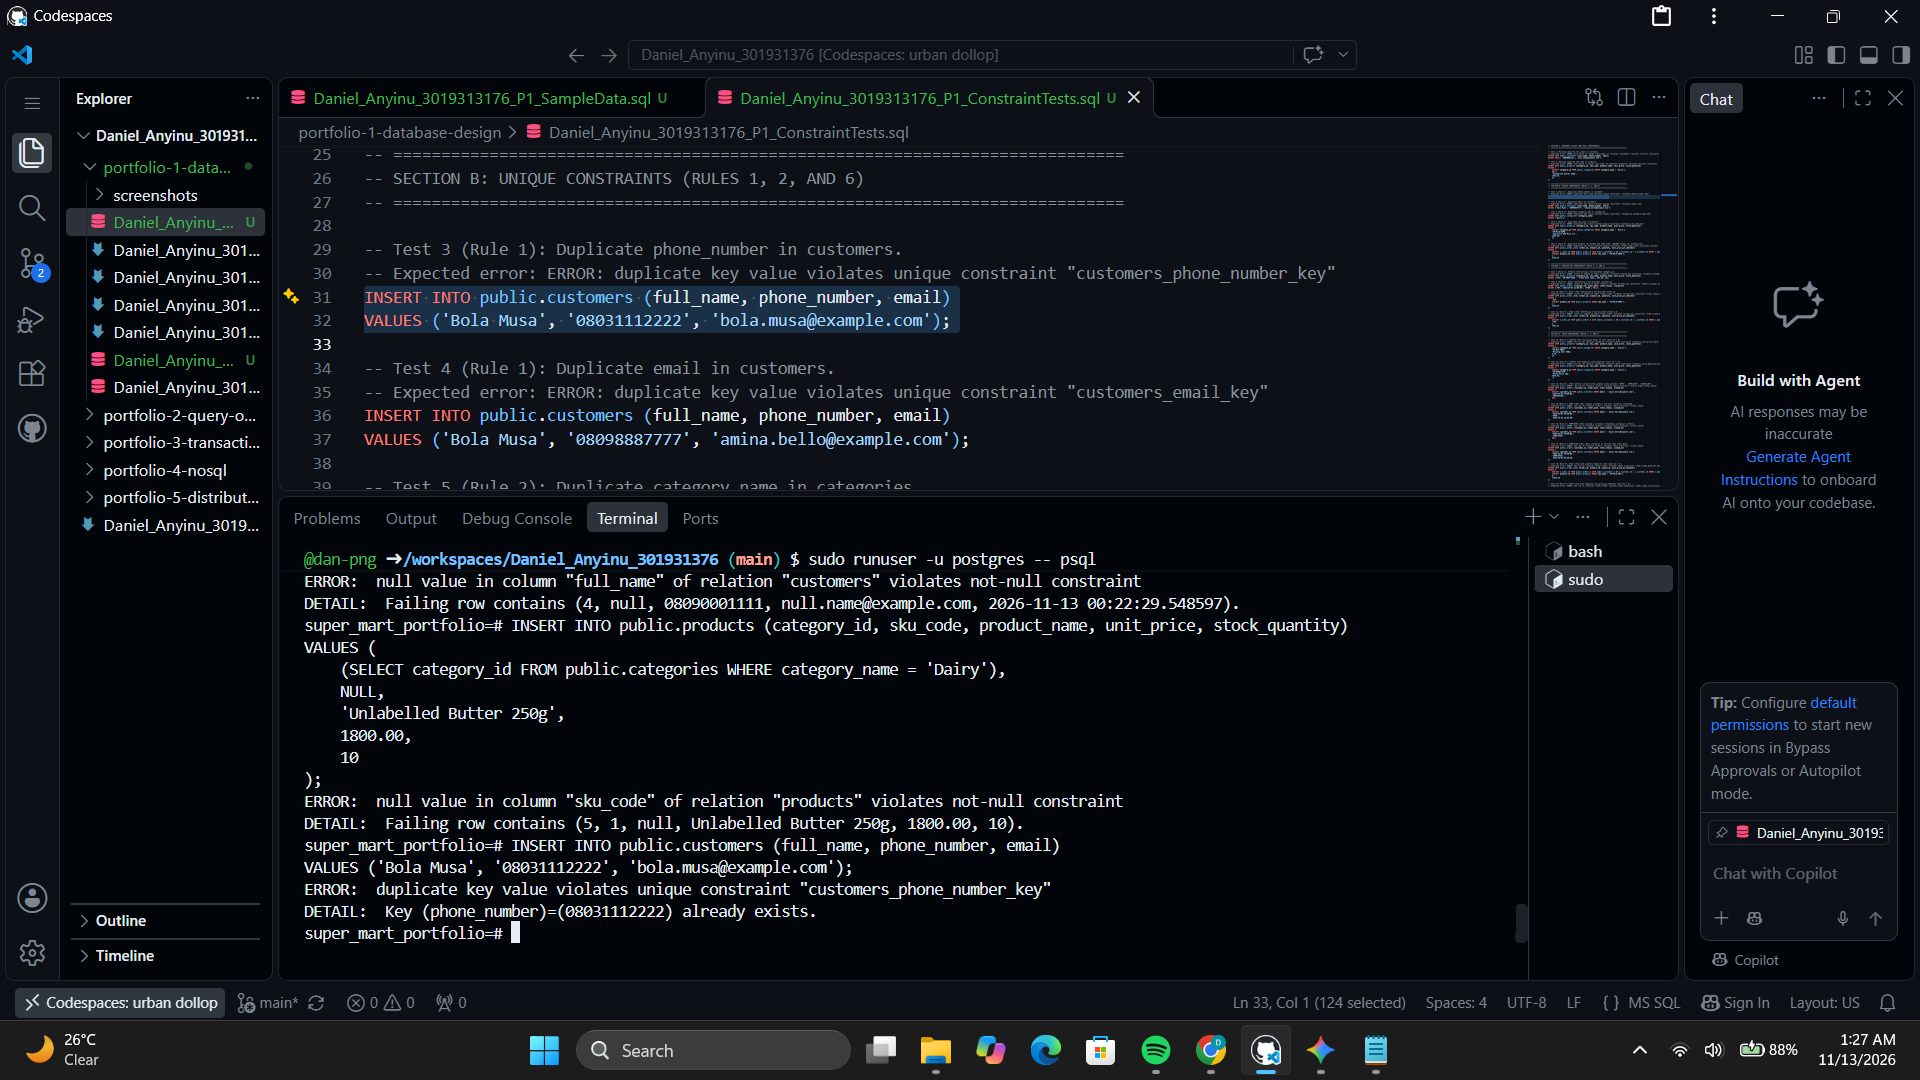 Codespaces
Daniel_Anyinu_301931376 [Codespaces: urban dollop]
Explorer
Daniel_Anyinu_301931...
portfolio-1-data...
screenshots
Daniel_Anyinu_... U
Daniel_Anyinu_301...
Daniel_Anyinu_301...
Daniel_Anyinu_301...
Daniel_Anyinu_301...
Daniel_Anyinu_... U
Daniel_Anyinu_301...
portfolio-2-query-o...
portfolio-3-transacti...
portfolio-4-nosql
portfolio-5-distribut...
Daniel_Anyinu_3019...
2
Outline
Timeline
Daniel_Anyinu_3019313176_P1_SampleData.sql U
Daniel_Anyinu_3019313176_P1_ConstraintTests.sql U
portfolio-1-database-design > Daniel_Anyinu_3019313176_P1_ConstraintTests.sql
25 -- =========================================================================
26 -- SECTION B: UNIQUE CONSTRAINTS (RULES 1, 2, AND 6)
27 -- =========================================================================
28
29 -- Test 3 (Rule 1): Duplicate phone_number in customers.
30 -- Expected error: ERROR: duplicate key value violates unique constraint "customers_phone_number_key"
31 INSERT INTO public.customers (full_name, phone_number, email)
32 VALUES ('Bola Musa', '08031112222', 'bola.musa@example.com');
33
34 -- Test 4 (Rule 1): Duplicate email in customers.
35 -- Expected error: ERROR: duplicate key value violates unique constraint "customers_email_key"
36 INSERT INTO public.customers (full_name, phone_number, email)
37 VALUES ('Bola Musa', '08098887777', 'amina.bello@example.com');
38
39 -- Test 5 (Rule 2): Duplicate category_name in categories
Problems Output Debug Console Terminal Ports
@dan-png ➜/workspaces/Daniel_Anyinu_301931376 (main) $ sudo runuser -u postgres -- psql
ERROR:  null value in column "full_name" of relation "customers" violates not-null constraint
DETAIL:  Failing row contains (4, null, 08090001111, null.name@example.com, 2026-11-13 00:22:29.548597).
super_mart_portfolio=# INSERT INTO public.products (category_id, sku_code, product_name, unit_price, stock_quantity)
VALUES (
    (SELECT category_id FROM public.categories WHERE category_name = 'Dairy'),
    NULL,
    'Unlabelled Butter 250g',
    1800.00,
    10
);
ERROR:  null value in column "sku_code" of relation "products" violates not-null constraint
DETAIL:  Failing row contains (5, 1, null, Unlabelled Butter 250g, 1800.00, 10).
super_mart_portfolio=# INSERT INTO public.customers (full_name, phone_number, email)
VALUES ('Bola Musa', '08031112222', 'bola.musa@example.com');
ERROR:  duplicate key value violates unique constraint "customers_phone_number_key"
DETAIL:  Key (phone_number)=(08031112222) already exists.
super_mart_portfolio=#
bash
sudo
Chat
Build with Agent
AI responses may be
inaccurate
Generate Agent
Instructions to onboard
AI onto your codebase.
Tip: Configure default
permissions to start new
sessions in Bypass
Approvals or Autopilot
mode.
Daniel_Anyinu_30193
Chat with Copilot
Copilot
Codespaces: urban dollop main* 0 0 0
Ln 33, Col 1 (124 selected) Spaces: 4 UTF-8 LF {} MS SQL Sign In Layout: US
26°C
Clear
Search
88%
1:27 AM
11/13/2026